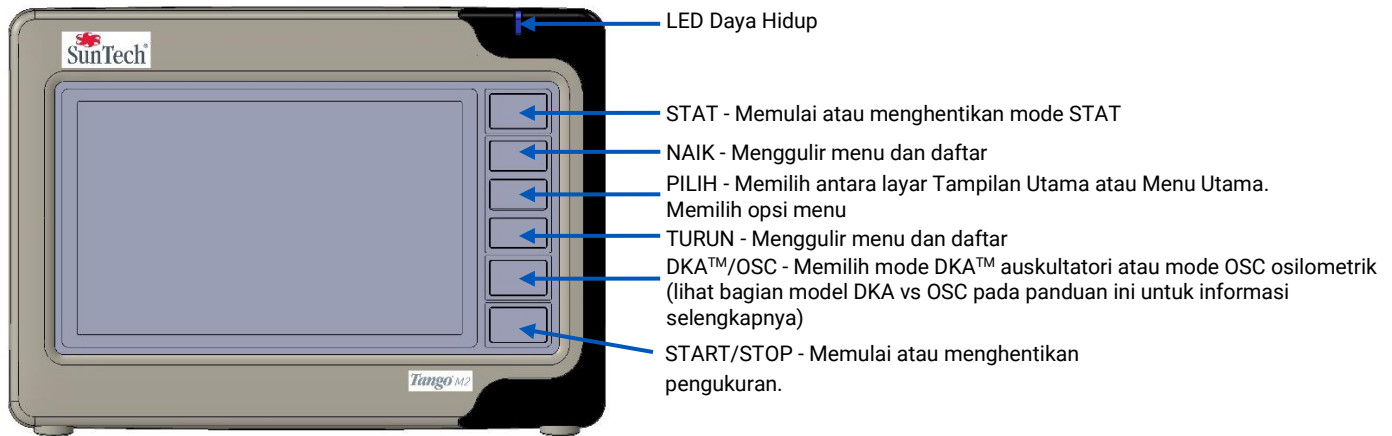 SunTech®
LED Daya Hidup
STAT - Memulai atau menghentikan mode STAT
NAIK - Menggulir menu dan daftar
PILIH - Memilih antara layar Tampilan Utama atau Menu Utama.
Memilih opsi menu
TURUN - Menggulir menu dan daftar
DKA™/OSC - Memilih mode DKA™ auskultatori atau mode OSC osilometrik
(lihat bagian model DKA vs OSC pada panduan ini untuk informasi
selengkapnya)
START/STOP - Memulai atau menghentikan
pengukuran.
Tango M2